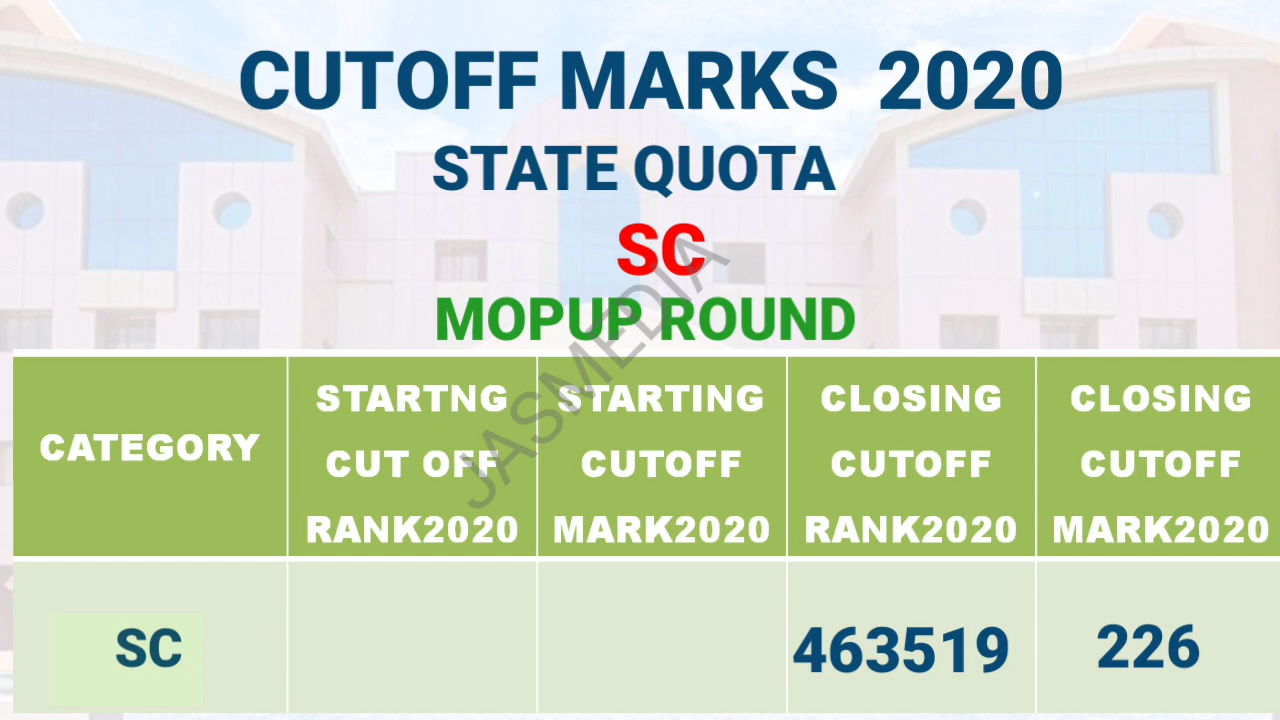 CUTOFF MARKS 2020
STATE QUOTA
SC
MOPUP ROUND
JASMEDIA
CATEGORY
STARTNG
CUT OFF
RANK2020
STARTING
CUTOFF
MARK2020
CLOSING
CUTOFF
RANK2020
CLOSING
CUTOFF
MARK2020
SC
463519
226